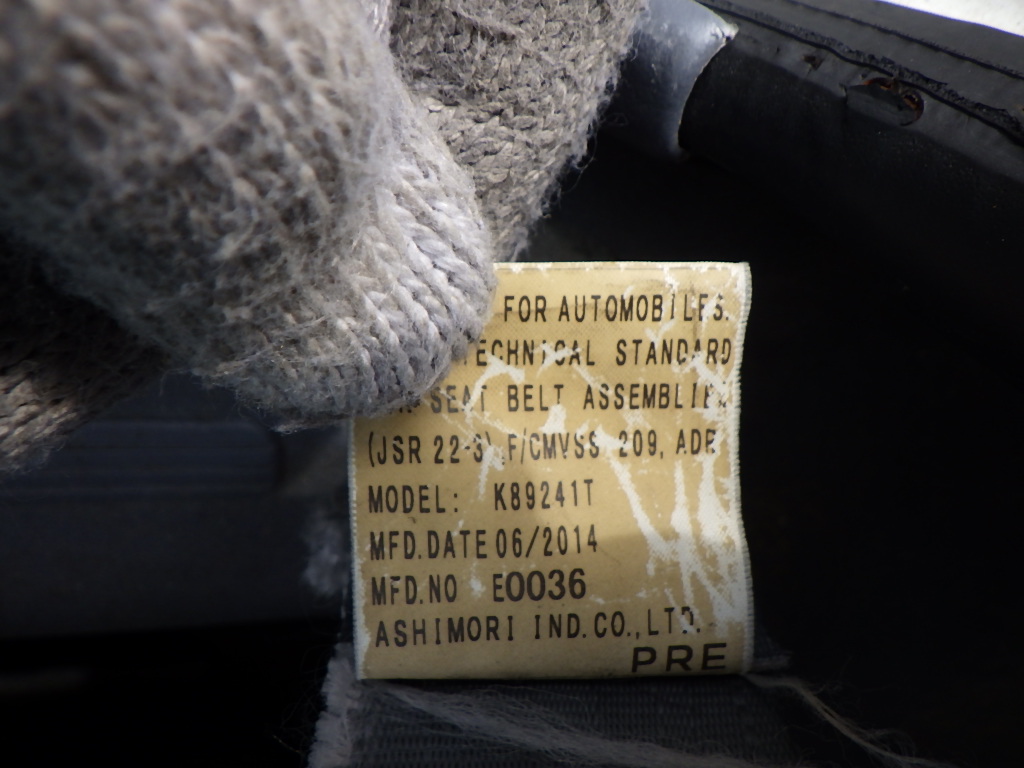 FOR AUTOMOBILES.
TECHNICAL STANDARD
SEAT BELT ASSEMBLIES
(JSR 22-3) F/CMVSS 209, ADR
MODEL: K89241T
MFD.DATE 06/2014
MFD.NO E0036
ASHIMORI IND.CO.,LTD.
PRE